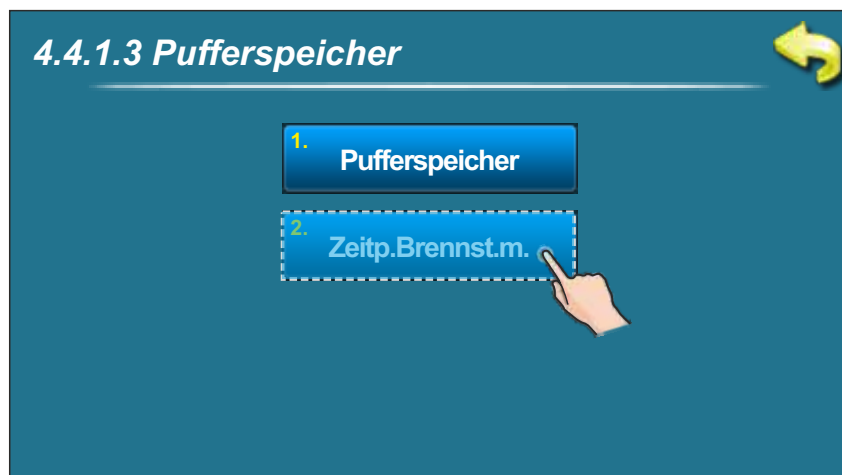 4.4.1.3 Pufferspeicher
1.
Pufferspeicher
2.
Zeitp.Brennst.m.